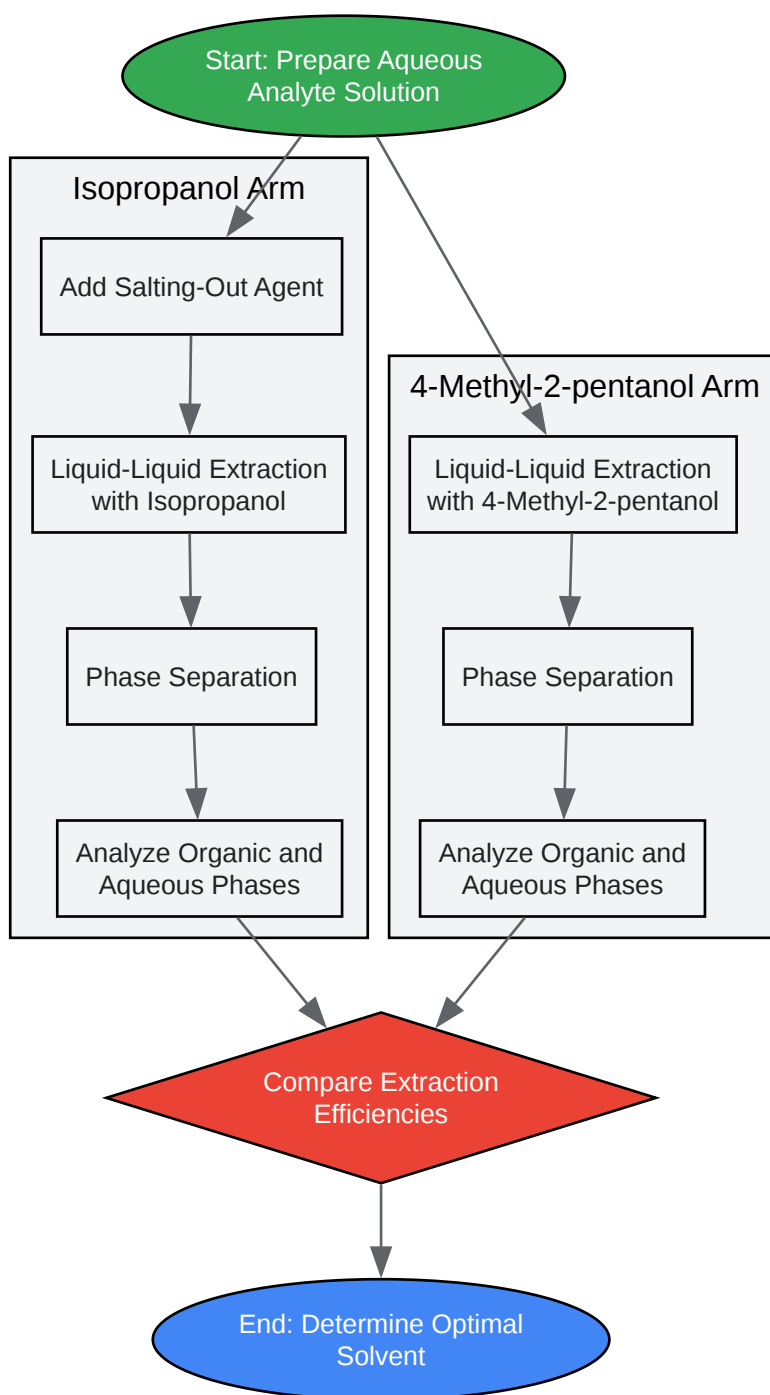 Start: Prepare Aqueous
Analyte Solution
Isopropanol Arm
Add Salting-Out Agent
Liquid-Liquid Extraction
with Isopropanol
Phase Separation
Analyze Organic and
Aqueous Phases
4-Methyl-2-pentanol Arm
Liquid-Liquid Extraction
with 4-Methyl-2-pentanol
Phase Separation
Analyze Organic and
Aqueous Phases
Compare Extraction
Efficiencies
End: Determine Optimal
Solvent